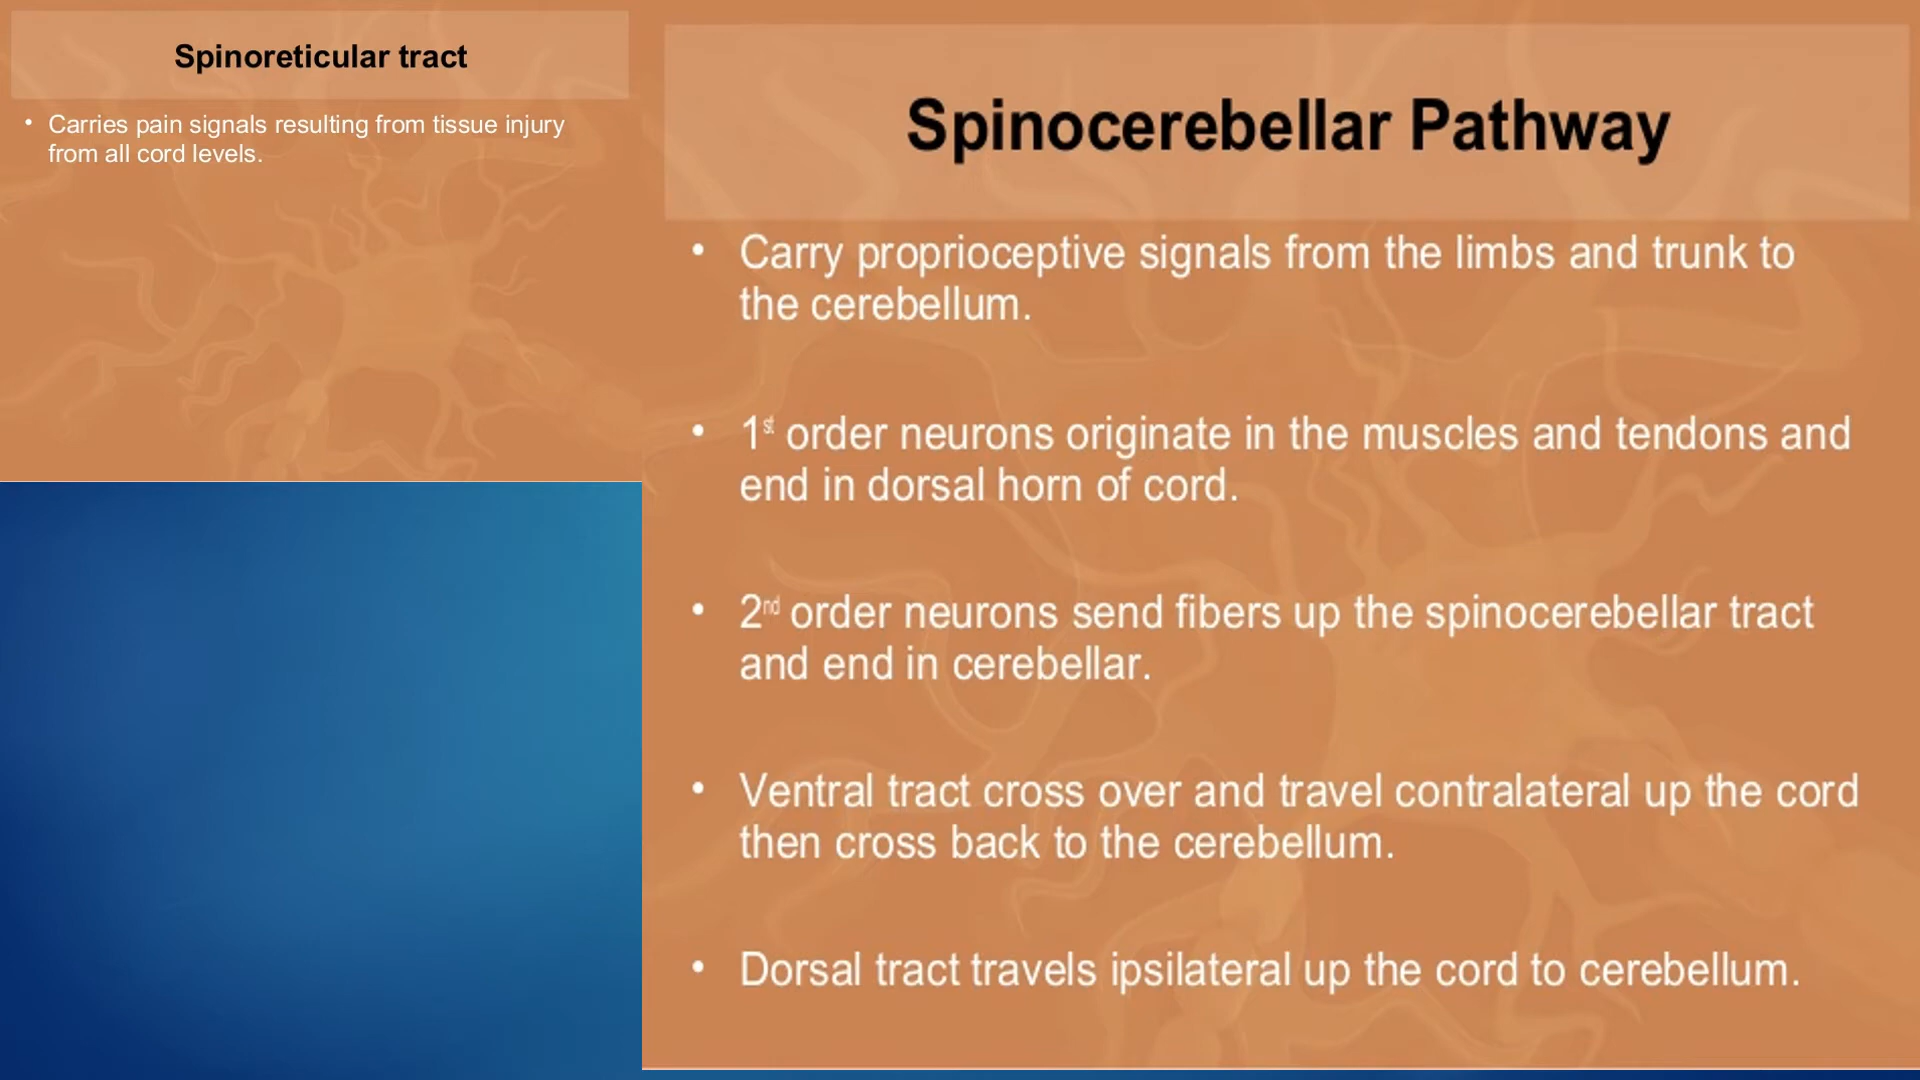 Spinoreticular tract
• Carries pain signals resulting from tissue injury
from all cord levels.
Spinocerebellar Pathway
• Carry proprioceptive signals from the limbs and trunk to
the cerebellum.
• 1st order neurons originate in the muscles and tendons and
end in dorsal horn of cord.
• 2nd order neurons send fibers up the spinocerebellar tract
and end in cerebellar.
• Ventral tract cross over and travel contralateral up the cord
then cross back to the cerebellum.
• Dorsal tract travels ipsilateral up the cord to cerebellum.